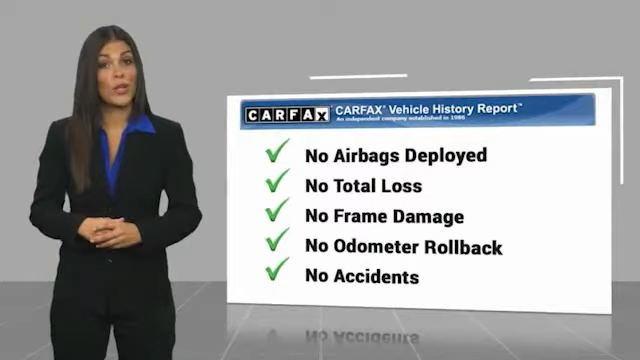 CARFAX CARFAX® Vehicle History Report™
An independent company established in 1986
No Airbags Deployed
No Total Loss
No Frame Damage
No Odometer Rollback
No Accidents